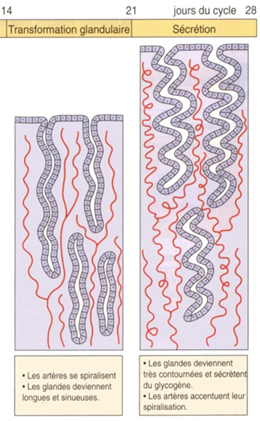 14 21 jours du cycle 28
Transformation glandulaire Sécrétion
• Les artères se spiralisent
• Les glandes deviennent
longues et sinueuses.
• Les glandes deviennent
très contournées et sécrètent
du glycogène.
• Les artères accentuent leur
spiralisation.